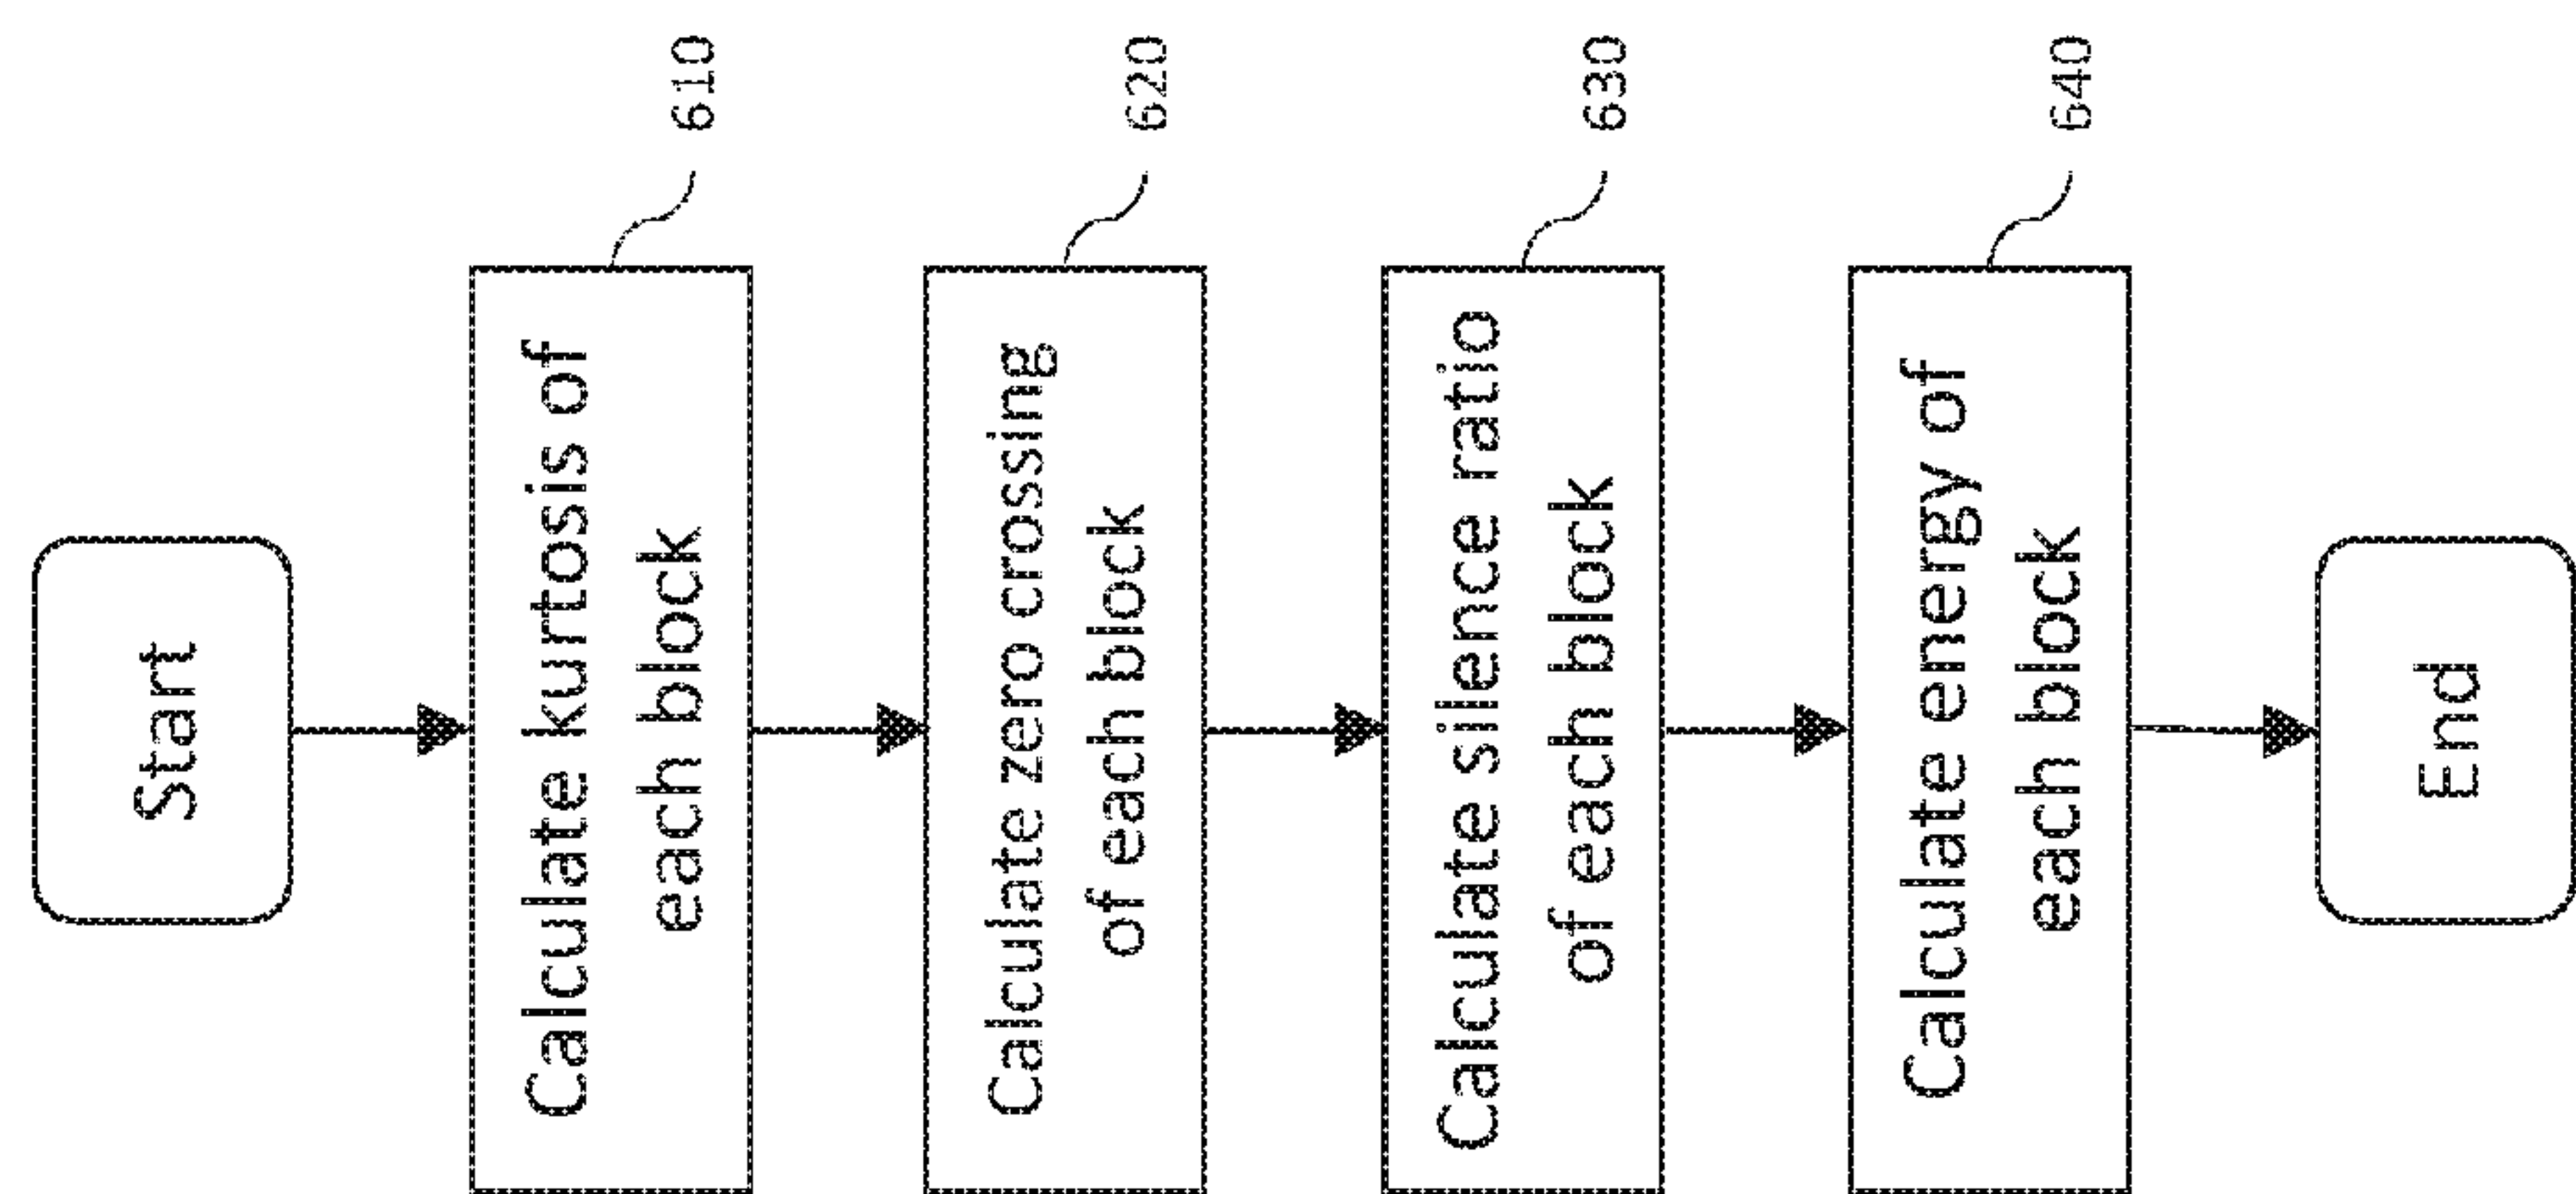 Start
Calculate kurtosis of
each block
610
Calculate zero crossing
of each block
620
Calculate silence ratio
of each block
630
Calculate energy of
each block
640
End